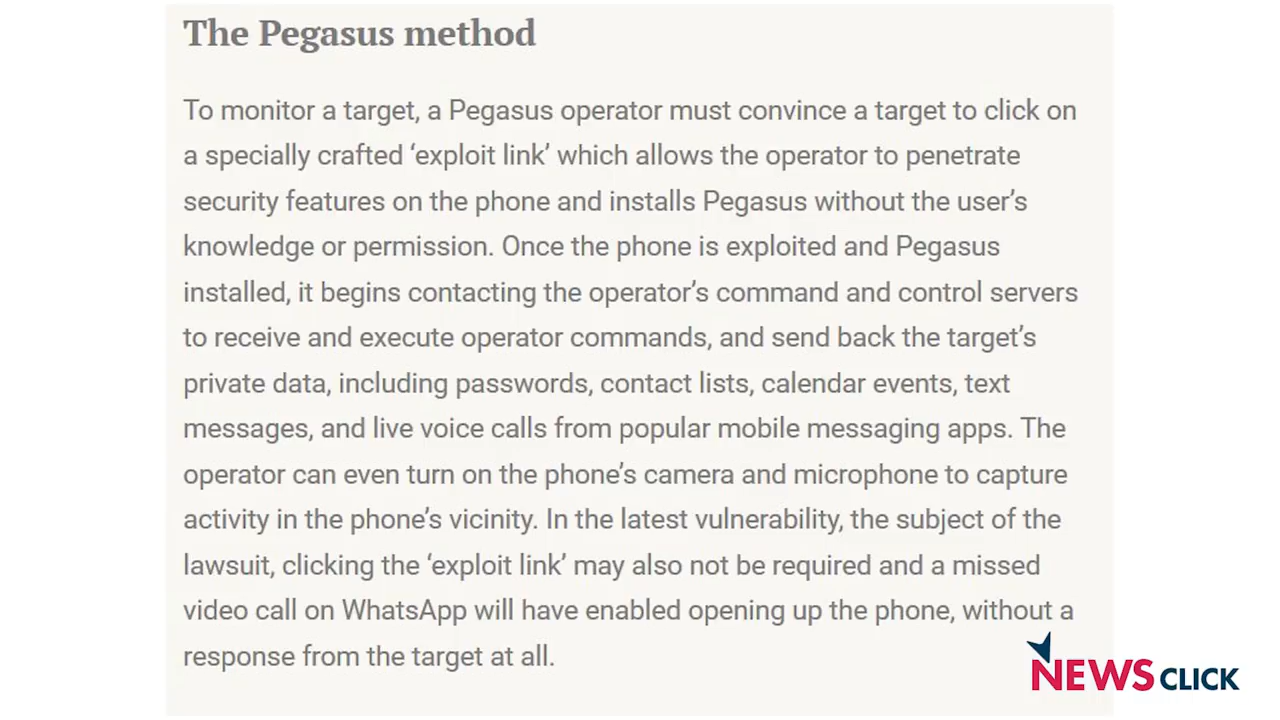 The Pegasus method
To monitor a target, a Pegasus operator must convince a target to click on
a specially crafted ‘exploit link’ which allows the operator to penetrate
security features on the phone and installs Pegasus without the user’s
knowledge or permission. Once the phone is exploited and Pegasus
installed, it begins contacting the operator’s command and control servers
to receive and execute operator commands, and send back the target’s
private data, including passwords, contact lists, calendar events, text
messages, and live voice calls from popular mobile messaging apps. The
operator can even turn on the phone’s camera and microphone to capture
activity in the phone’s vicinity. In the latest vulnerability, the subject of the
lawsuit, clicking the ‘exploit link’ may also not be required and a missed
video call on WhatsApp will have enabled opening up the phone, without a
response from the target at all.
NEWS CLICK